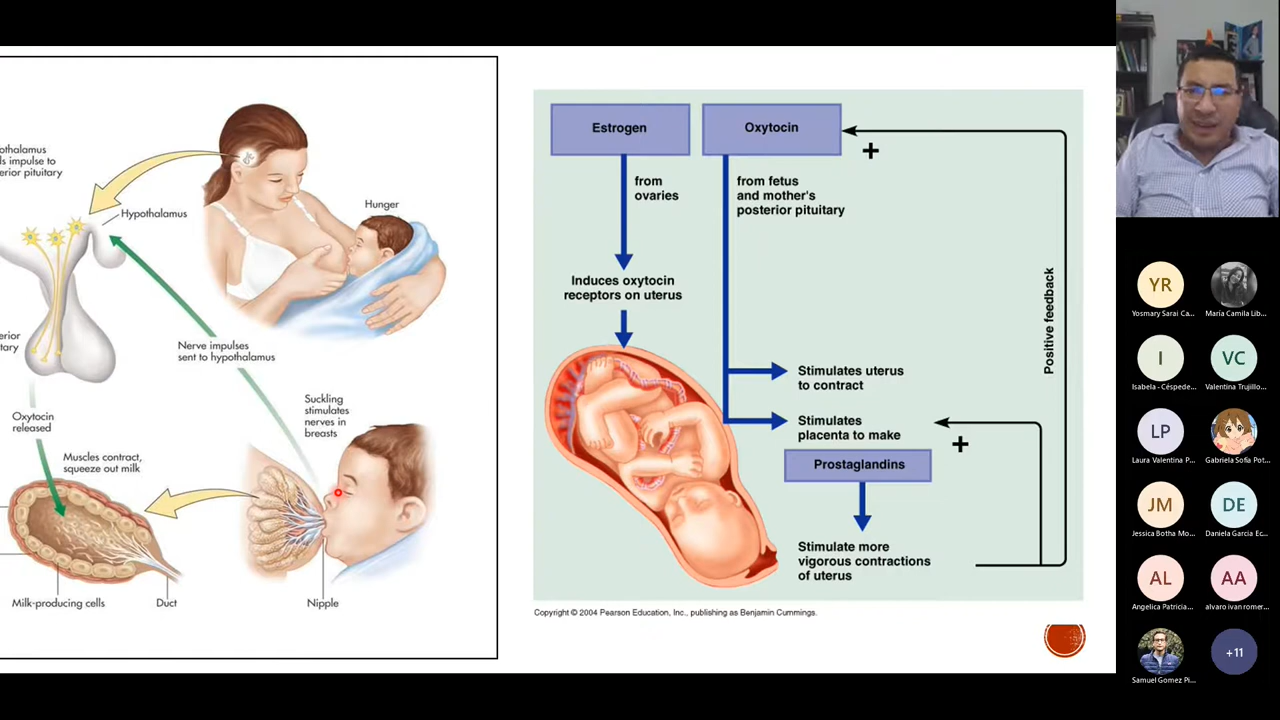 othalamus
ls impulse to
erior pituitary
Hypothalamus
Hunger
erior
tary
Nerve impulses
sent to hypothalamus
Suckling
stimulates
nerves in
breasts
Oxytocin
released
Muscles contract,
squeeze out milk
Milk-producing cells
Duct
Nipple
Estrogen
Oxytocin
+
from
ovaries
from fetus
and mother's
posterior pituitary
Induces oxytocin
receptors on uterus
Positive feedback
Stimulates uterus
to contract
Stimulates
placenta to make
+
Prostaglandins
Stimulate more
vigorous contractions
of uterus
Copyright © 2004 Pearson Education, Inc., publishing as Benjamin Cummings.
YR
Yosmary Sarai Ca...
María Camila Lib...
I
Isabela - Céspede...
VC
Valentina Trujillo...
LP
Laura Valentina P...
Gabriela Sofía Pot...
JM
Jessica Botha Mo...
DE
Daniela Garcia Ec...
AL
Angelica Patricia...
AA
alvaro ivan romer...
Samuel Gomez Pi...
+11